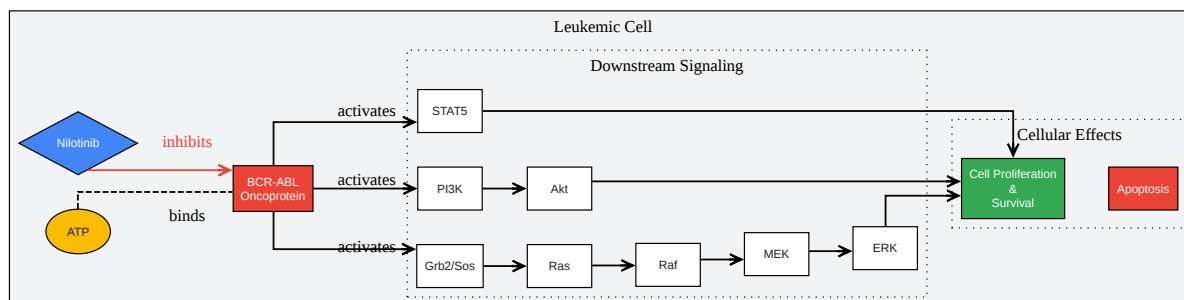 Leukemic Cell
Downstream Signaling
activates
STAT5
Nilotinib
inhibits
Cellular Effects
BCR-ABL
Oncoprotein
activates
PI3K
Akt
Cell Proliferation
&
Survival
Apoptosis
binds
ATP
activates
Grb2/Sos
Ras
Raf
MEK
ERK